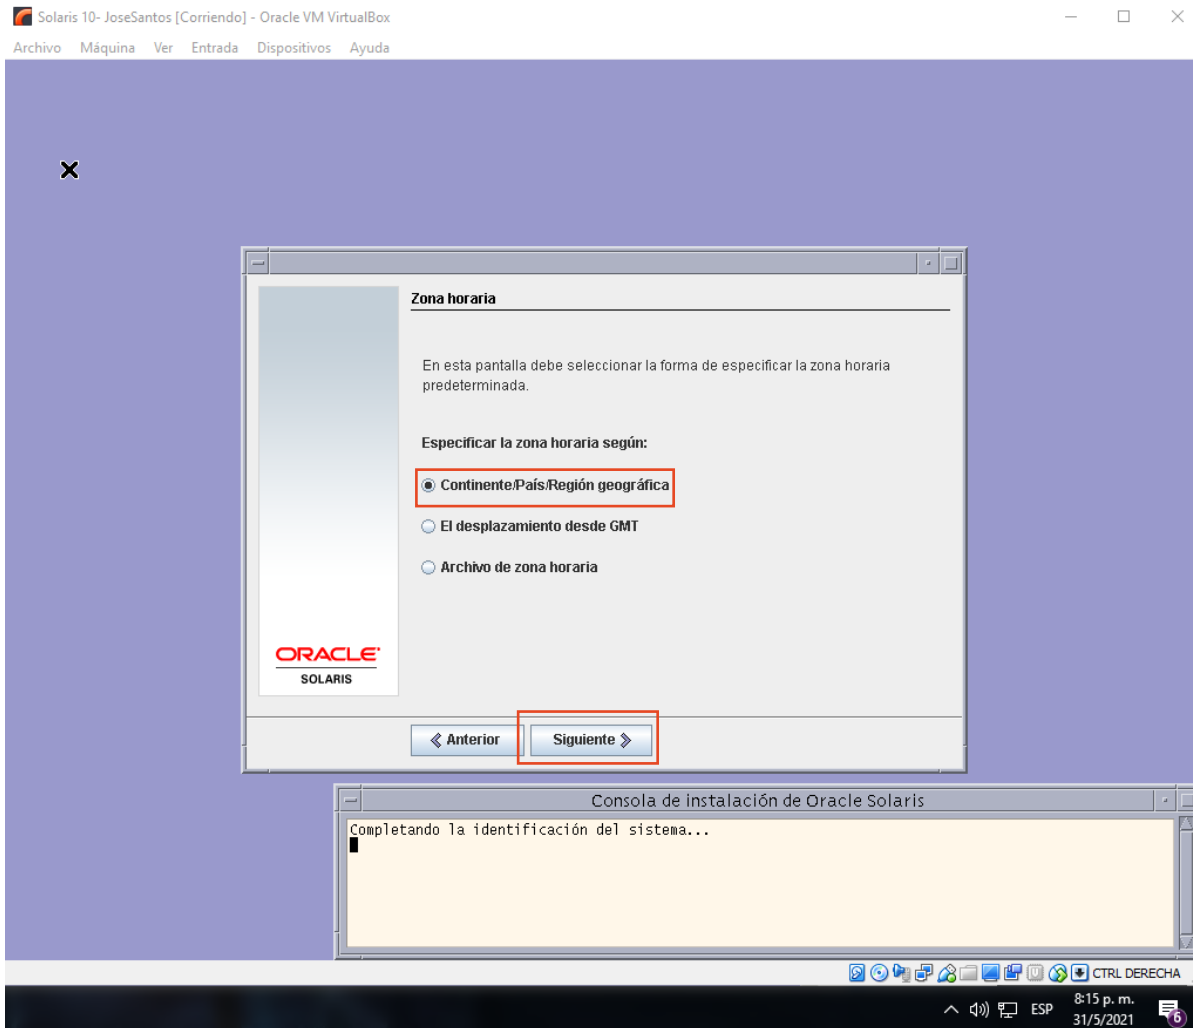 Solaris 10- JoseSantos [Corriendo] - Oracle VM VirtualBox
Archivo Máquina Ver Entrada Dispositivos Ayuda
Zona horaria
En esta pantalla debe seleccionar la forma de especificar la zona horaria
predeterminada.
Especificar la zona horaria según:
Continente/País/Región geográfica
El desplazamiento desde GMT
Archivo de zona horaria
ORACLE
SOLARIS
Anterior Siguiente
Consola de instalación de Oracle Solaris
Completando la identificación del sistema...
CTRL DERECHA
ESP
8:15 p. m.
31/5/2021
6